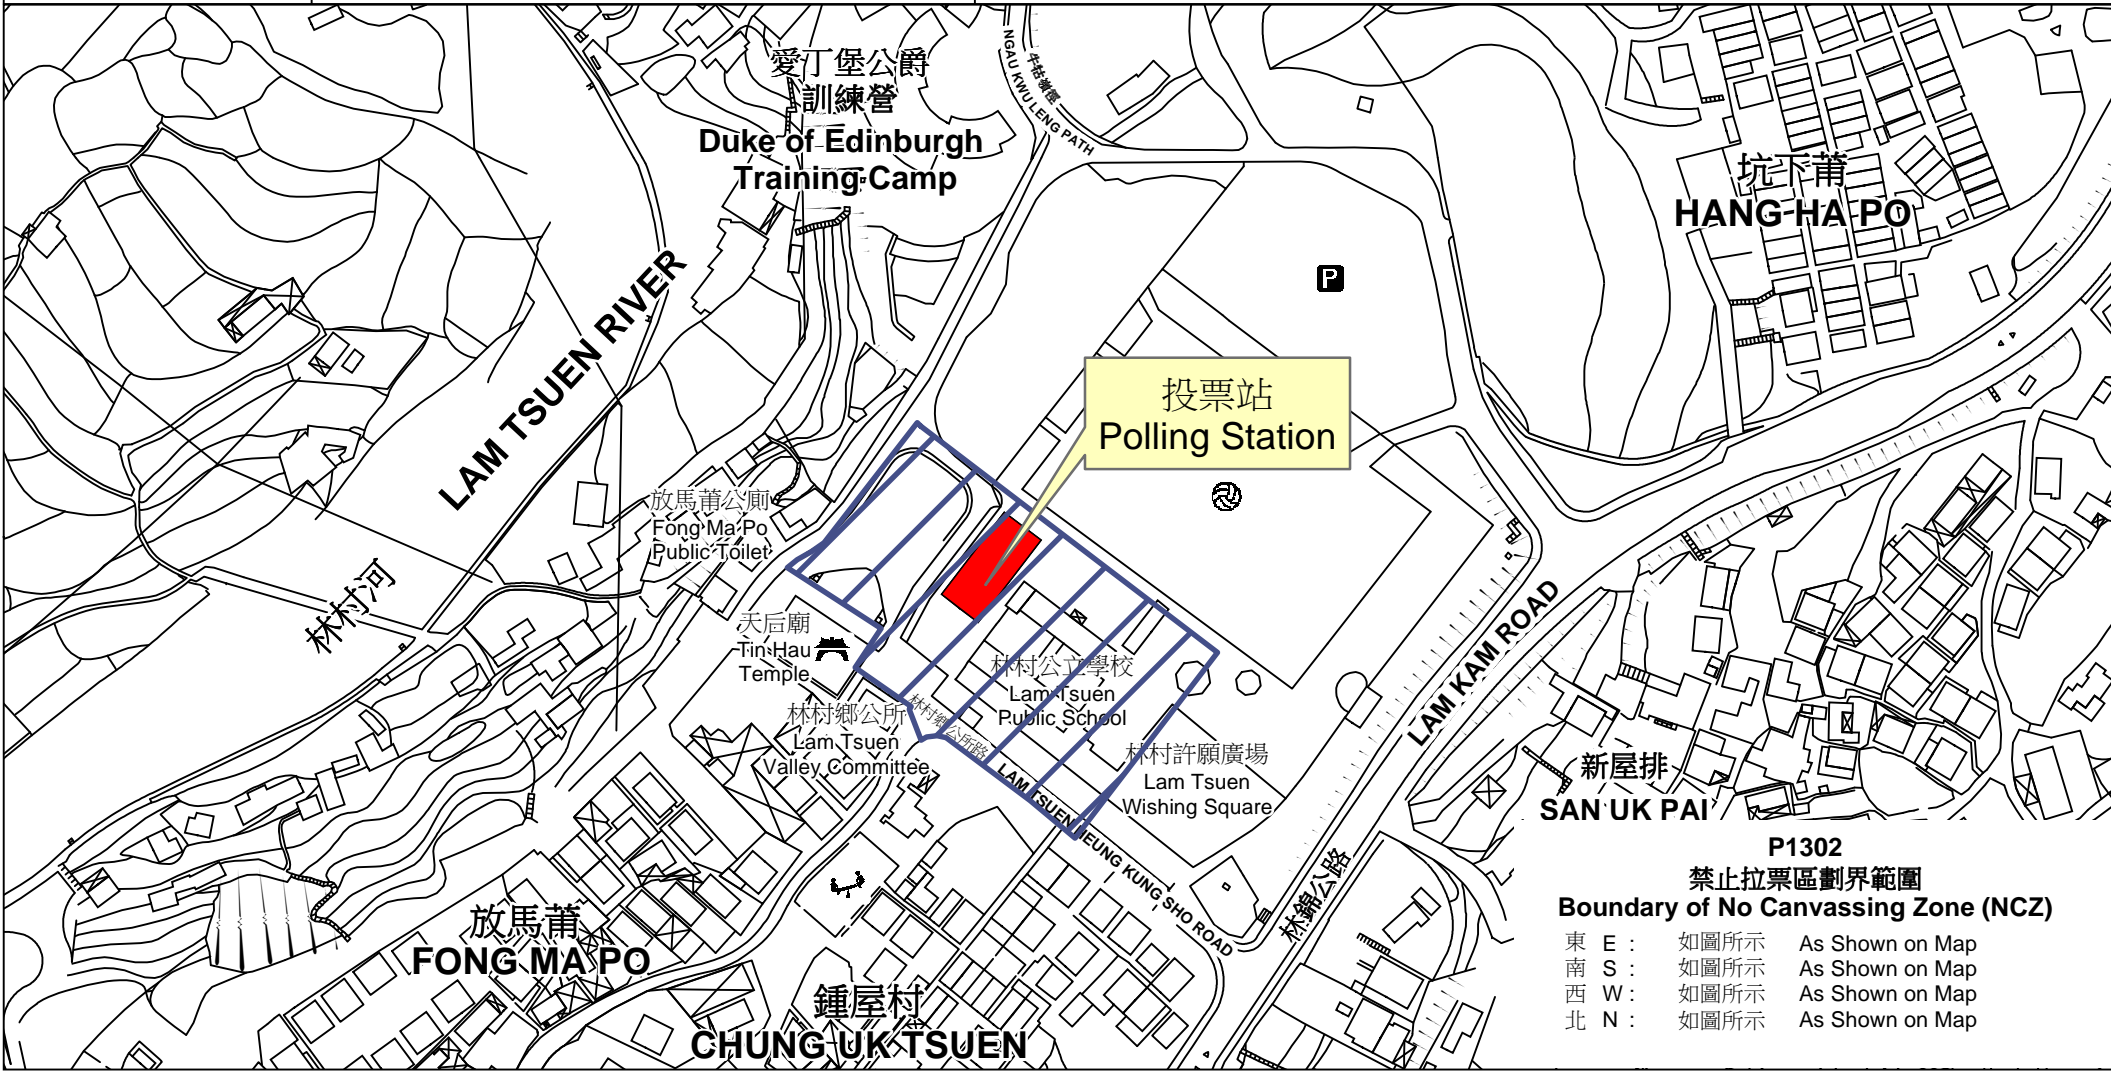 愛丁堡公爵
訓練營
Duke of Edinburgh
Training Camp
NGAU KWU LENG PATH
坑下莆
HANG HA PO
P
LAM TSUEN RIVER
林村河
投票站
Polling Station
放馬莆公廁
Fong Ma Po
Public Toilet
天后廟
Tin Hau
Temple
林村公立學校
Lam Tsuen
Public School
林村鄉公所
Lam Tsuen
Valley Committee
林村鄉公所路
LAM TSUEN HEUNG KUNG SHO ROAD
林村許願廣場
Lam Tsuen
Wishing Square
LAM KAM ROAD
林錦公路
新屋排
SAN UK PAI
放馬莆
FONG MA PO
鍾屋村
CHUNG UK TSUEN
P1302
禁止拉票區劃界範圍
Boundary of No Canvassing Zone (NCZ)
東 E : 如圖所示 As Shown on Map
南 S : 如圖所示 As Shown on Map
西 W : 如圖所示 As Shown on Map
北 N : 如圖所示 As Shown on Map